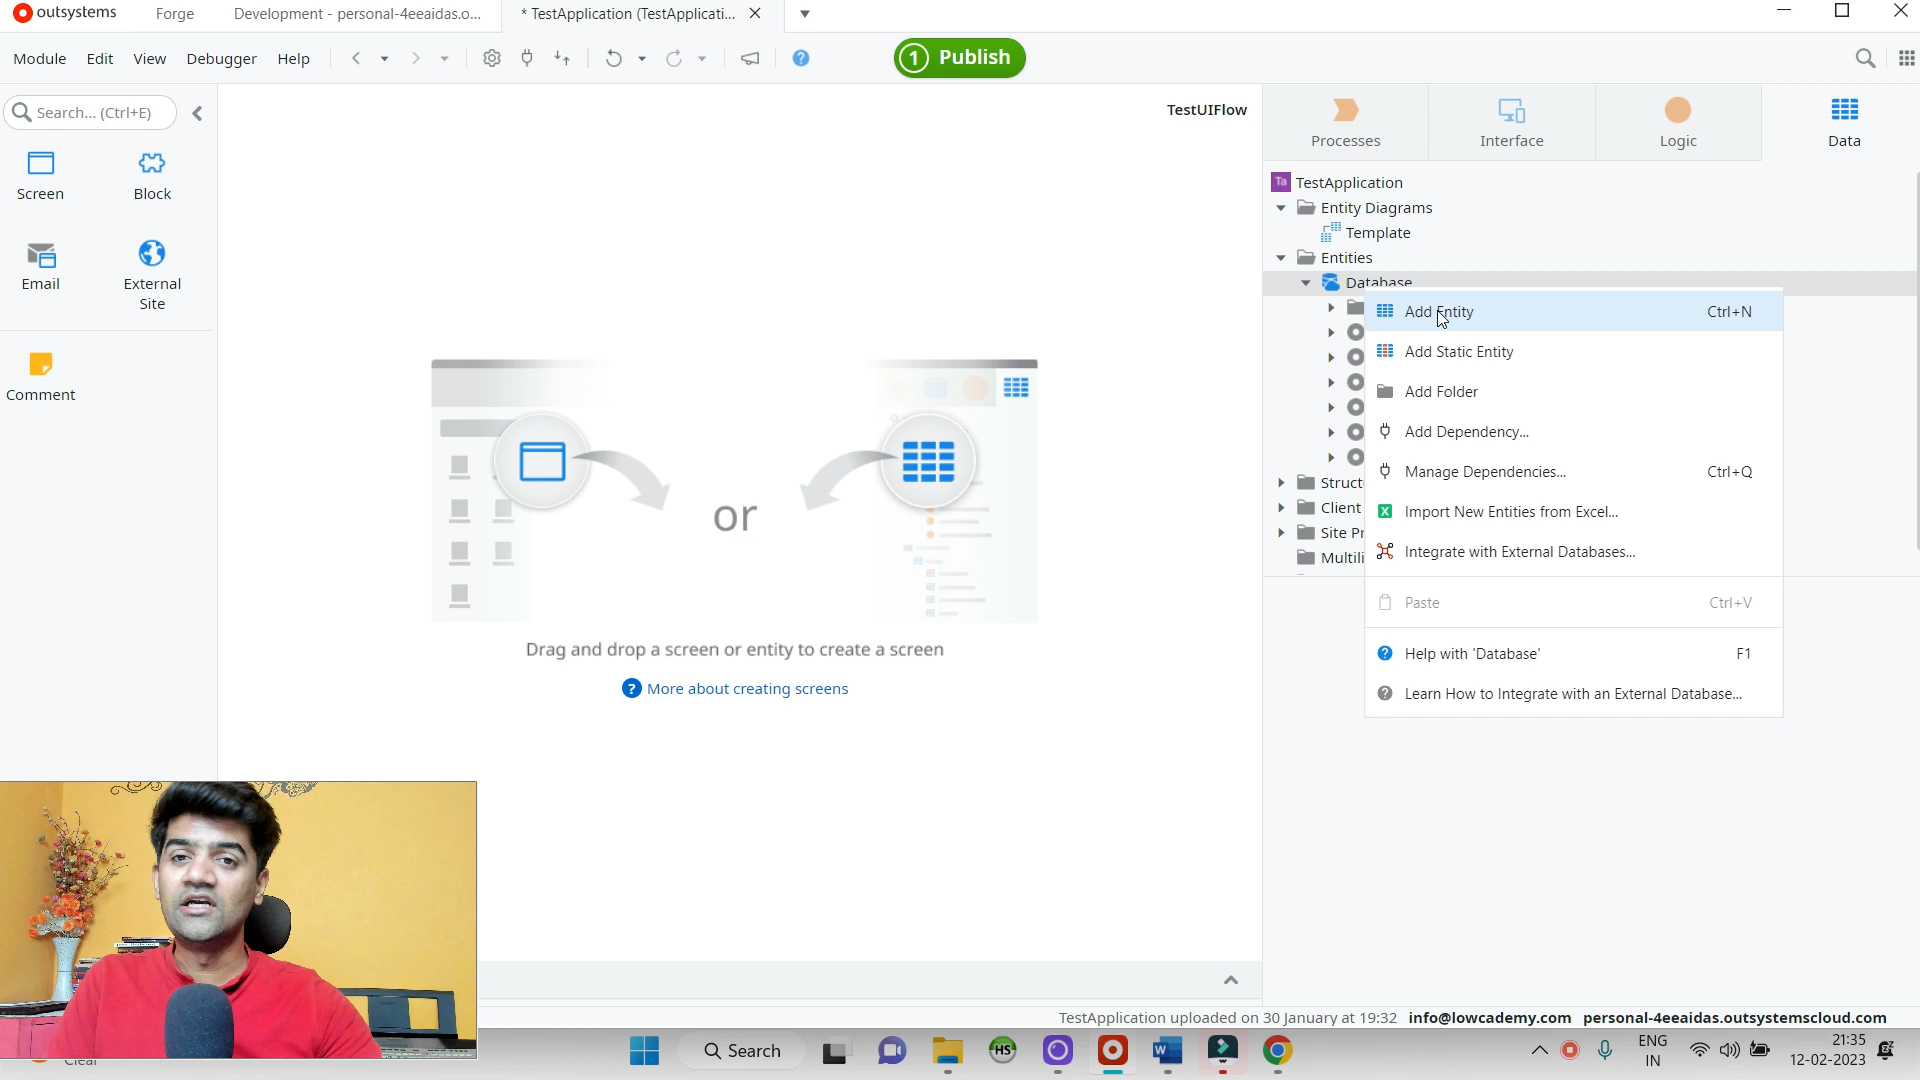 outsystems
Forge
Development - personal-4eeaidas.o...
* TestApplication (TestApplicati...
Module
Edit
View
Debugger
Help
1 Publish
Search... (Ctrl+E)
Screen
Block
Email
External
Site
Comment
TestUIFlow
or
Drag and drop a screen or entity to create a screen
? More about creating screens
Processes
Interface
Logic
Data
Ta TestApplication
Entity Diagrams
Template
Entities
Database
Struct
Client
Site Pr
Multili
Add Entity Ctrl+N
Add Static Entity
Add Folder
Add Dependency...
Manage Dependencies... Ctrl+Q
Import New Entities from Excel...
Integrate with External Databases...
Paste Ctrl+V
Help with 'Database' F1
Learn How to Integrate with an External Database...
TestApplication uploaded on 30 January at 19:32 info@lowcademy.com personal-4eeaidas.outsystemscloud.com
Clear
Search
HS
W
ENG
IN
21:35
12-02-2023